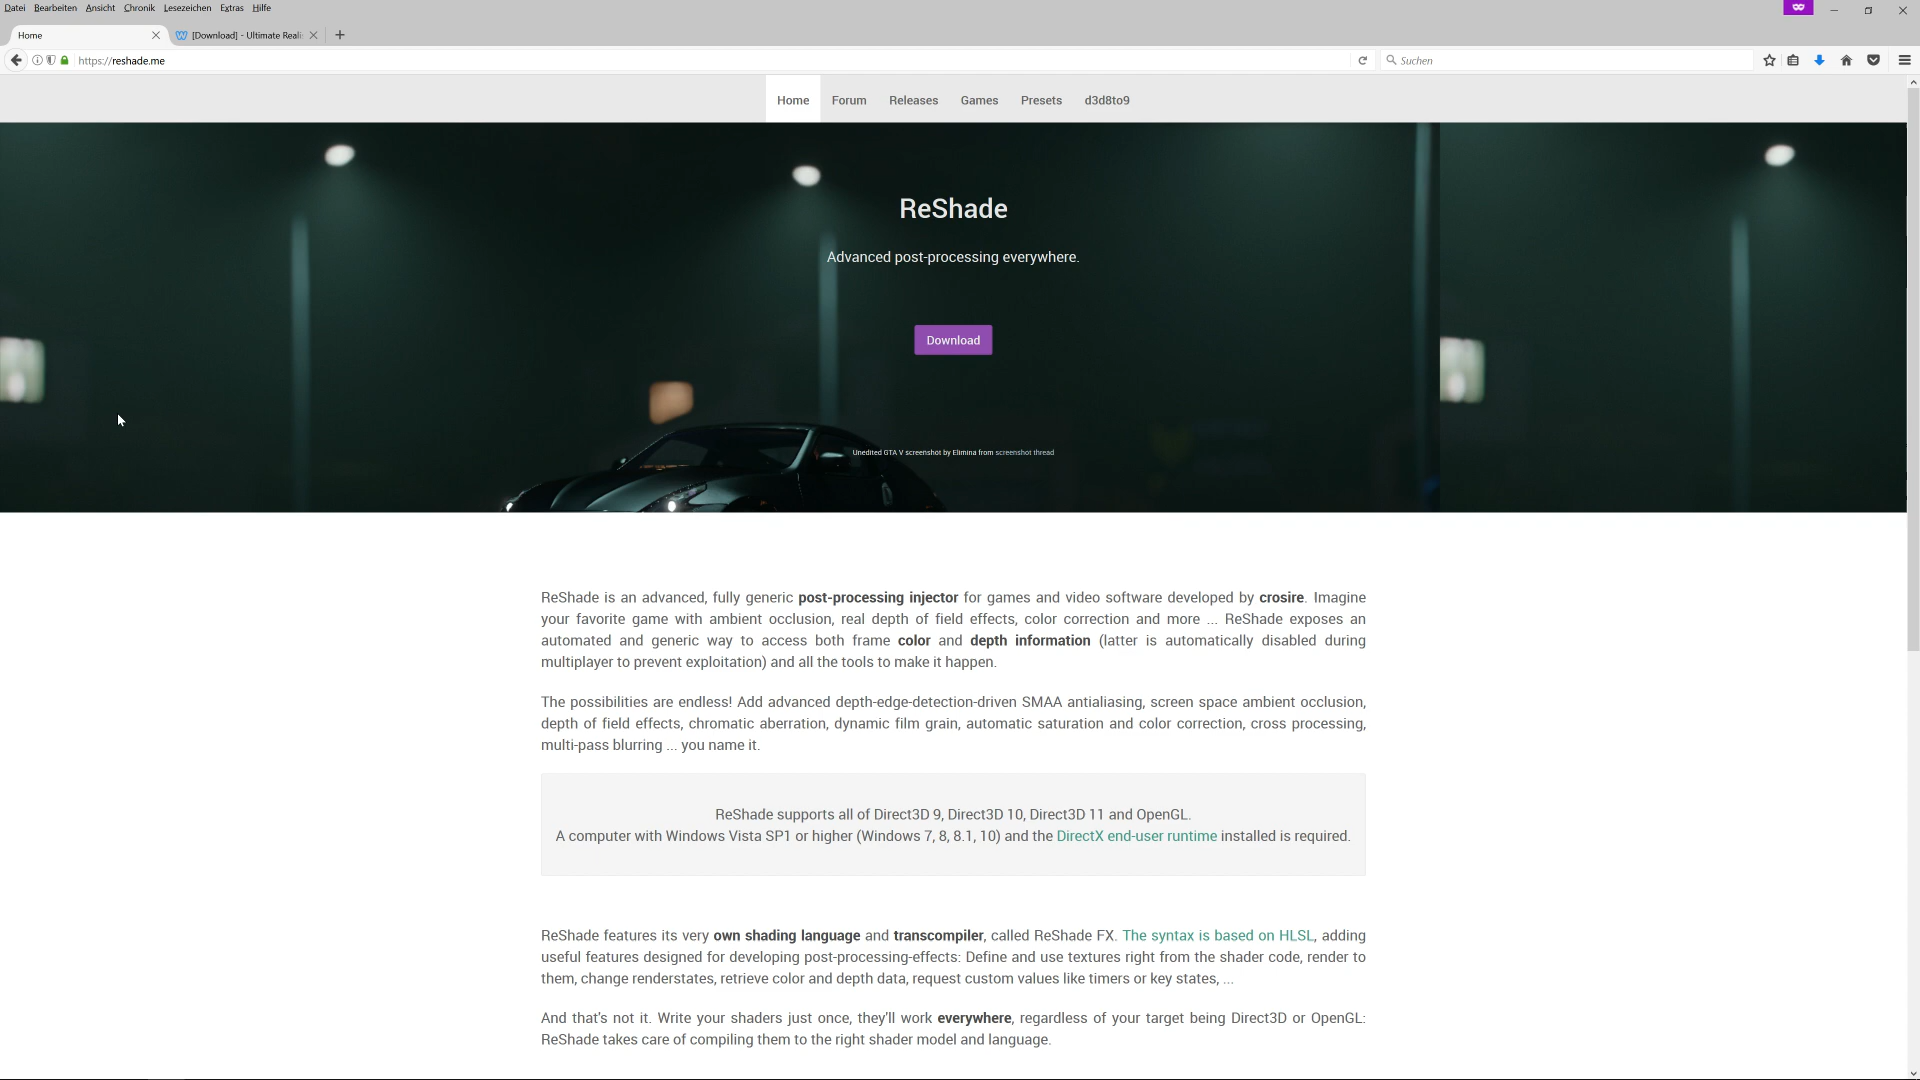 Datei Bearbeiten Ansicht Chronik Lesezeichen Extras Hilfe
Home
[Download] - Ultimate Reali
https://reshade.me
Suchen
Home Forum Releases Games Presets d3d8to9
ReShade
Advanced post-processing everywhere.
Download
Unedited GTA V screenshot by Elimina from screenshot thread
ReShade is an advanced, fully generic post-processing injector for games and video software developed by crosire. Imagine
your favorite game with ambient occlusion, real depth of field effects, color correction and more ... ReShade exposes an
automated and generic way to access both frame color and depth information (latter is automatically disabled during
multiplayer to prevent exploitation) and all the tools to make it happen.
The possibilities are endless! Add advanced depth-edge-detection-driven SMAA antialiasing, screen space ambient occlusion,
depth of field effects, chromatic aberration, dynamic film grain, automatic saturation and color correction, cross processing,
multi-pass blurring ... you name it.
ReShade supports all of Direct3D 9, Direct3D 10, Direct3D 11 and OpenGL.
A computer with Windows Vista SP1 or higher (Windows 7, 8, 8.1, 10) and the DirectX end-user runtime installed is required.
ReShade features its very own shading language and transcompiler, called ReShade FX. The syntax is based on HLSL, adding
useful features designed for developing post-processing-effects: Define and use textures right from the shader code, render to
them, change renderstates, retrieve color and depth data, request custom values like timers or key states, ...
And that's not it. Write your shaders just once, they'll work everywhere, regardless of your target being Direct3D or OpenGL:
ReShade takes care of compiling them to the right shader model and language.